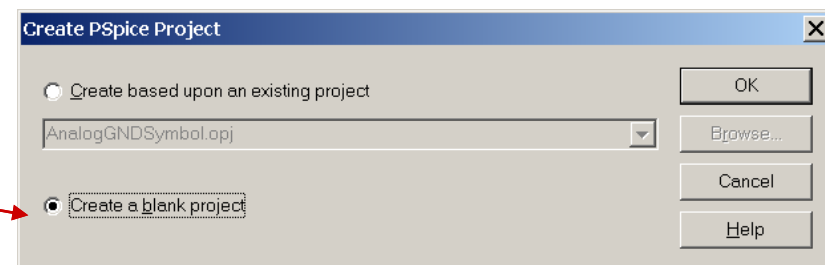 Create PSpice Project
Create based upon an existing project
OK
AnalogGNDSymbol.opj
Browse...
Cancel
Create a blank project
Help